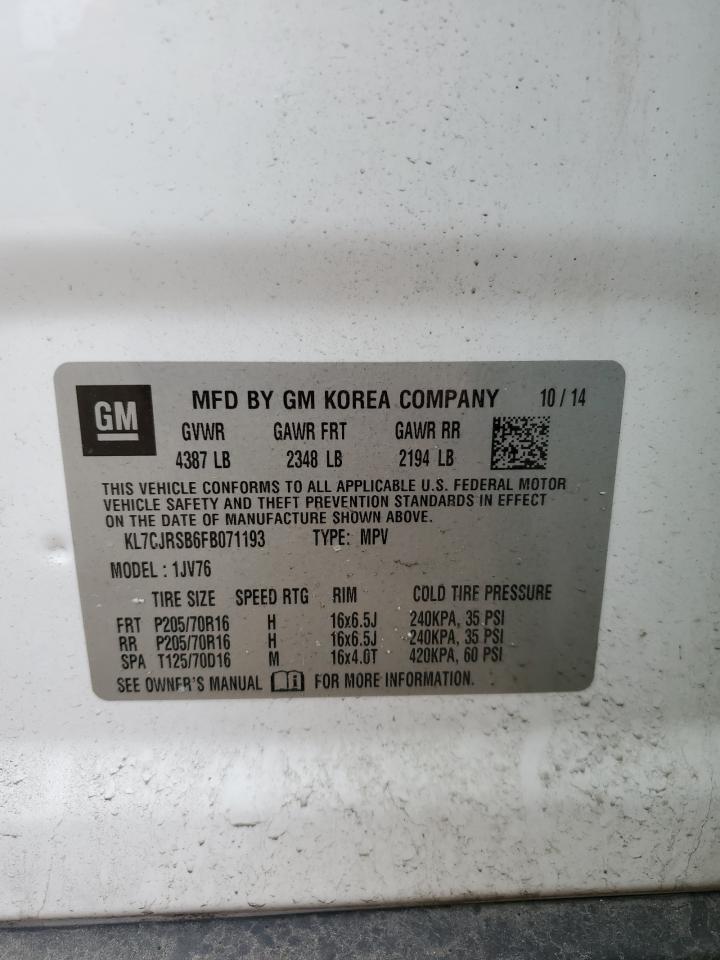 GM
MFD BY GM KOREA COMPANY 10 / 14
GVWR GAWR FRT GAWR RR
4387 LB 2348 LB 2194 LB
THIS VEHICLE CONFORMS TO ALL APPLICABLE U.S. FEDERAL MOTOR
VEHICLE SAFETY AND THEFT PREVENTION STANDARDS IN EFFECT
ON THE DATE OF MANUFACTURE SHOWN ABOVE.
KL7CJRSB6FB071193 TYPE: MPV
MODEL : 1JV76
TIRE SIZE SPEED RTG RIM COLD TIRE PRESSURE
FRT P205/70R16 H 16x6.5J 240KPA, 35 PSI
RR P205/70R16 H 16x6.5J 240KPA, 35 PSI
SPA T125/70D16 M 16x4.0T 420KPA, 60 PSI
SEE OWNER'S MANUAL i FOR MORE INFORMATION.